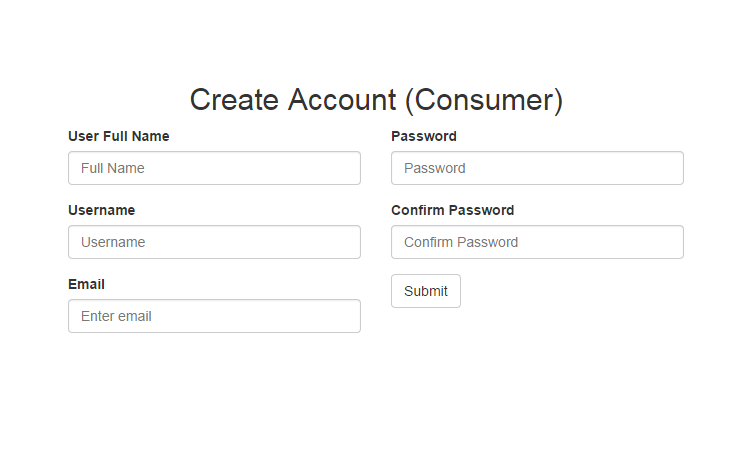 Create Account (Consumer)
User Full Name
Full Name
Username
Username
Email
Enter email
Password
Password
Confirm Password
Confirm Password
Submit